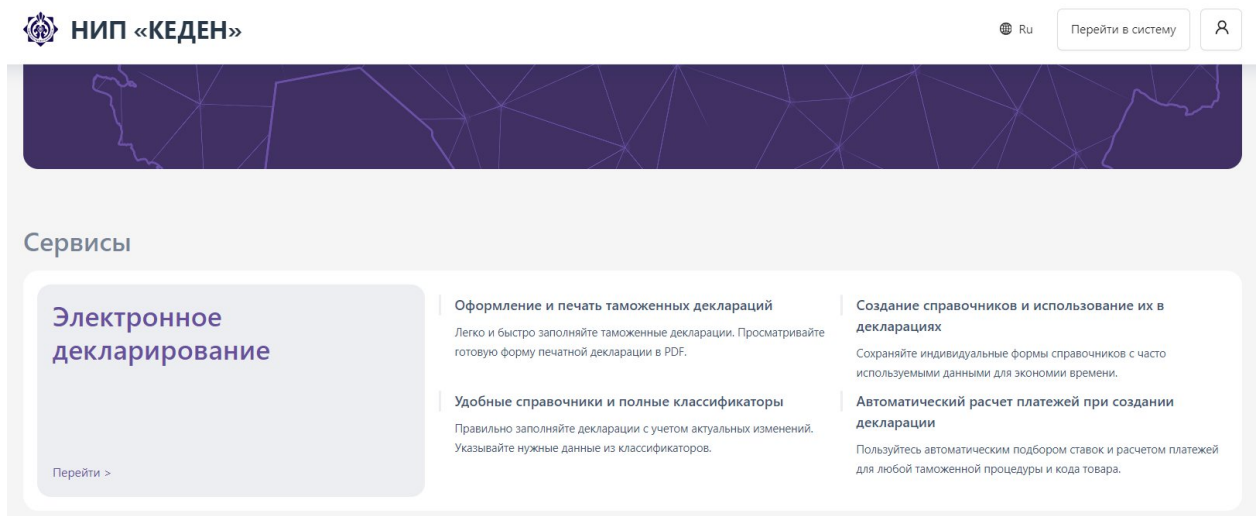 НИП «КЕДЕН»
Ru
Перейти в систему
Сервисы
Электронное
декларирование
Перейти >
Оформление и печать таможенных деклараций
Легко и быстро заполняйте таможенные декларации. Просматривайте
готовую форму печатной декларации в PDF.
Создание справочников и использование их в
декларациях
Сохраняйте индивидуальные формы справочников с часто
используемыми данными для экономии времени.
Удобные справочники и полные классификаторы
Правильно заполняйте декларации с учетом актуальных изменений.
Указывайте нужные данные из классификаторов.
Автоматический расчет платежей при создании
декларации
Пользуйтесь автоматическим подбором ставок и расчетом платежей
для любой таможенной процедуры и кода товара.